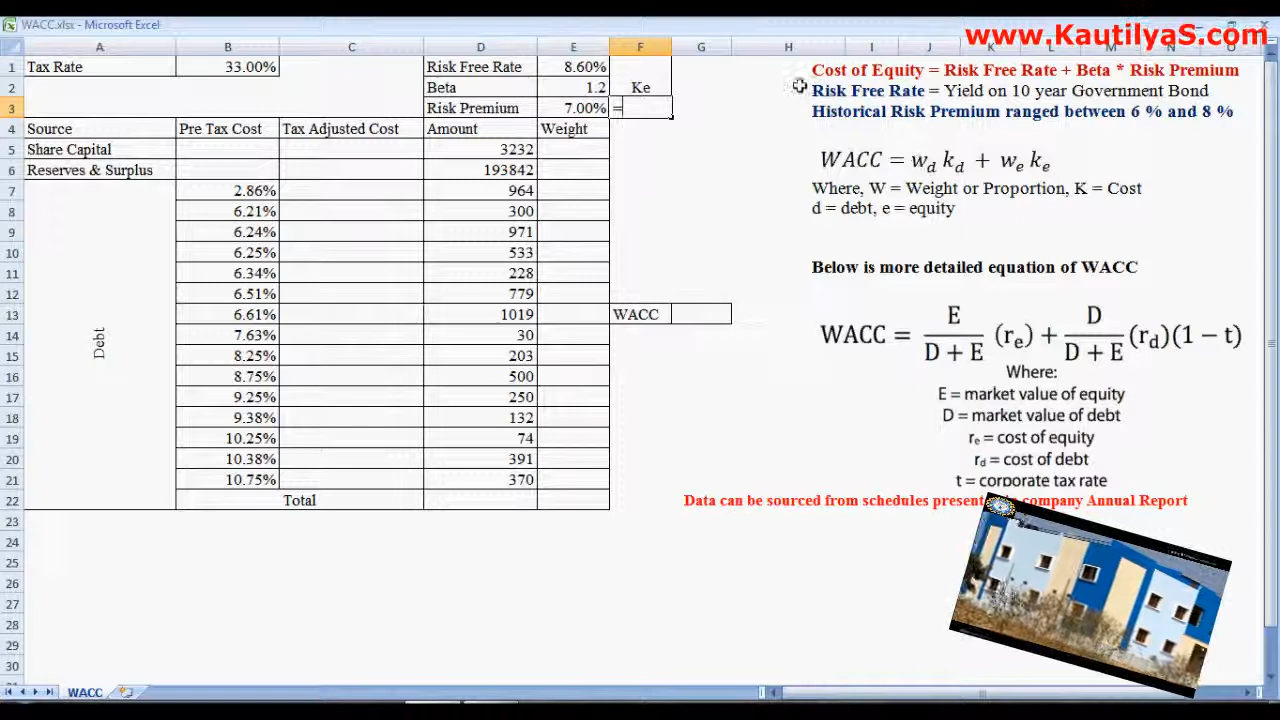 WACC.xlsx - Microsoft Excel
www.KautilyaS.com
A B C D E F G H I J K L M N O
1 Tax Rate 33.00% Risk Free Rate 8.60%
2 Beta 1.2 Ke
3 Risk Premium 7.00% =
4 Source Pre Tax Cost Tax Adjusted Cost Amount Weight
5 Share Capital 3232
6 Reserves & Surplus 193842
7 2.86% 964
8 6.21% 300
9 6.24% 971
10 6.25% 533
11 6.34% 228
12 6.51% 779
13 6.61% 1019 WACC
14 7.63% 30
Debt
15 8.25% 203
16 8.75% 500
17 9.25% 250
18 9.38% 132
19 10.25% 74
20 10.38% 391
21 10.75% 370
22 Total
23
24
25
26
27
28
29
30
Cost of Equity = Risk Free Rate + Beta * Risk Premium
Risk Free Rate = Yield on 10 year Government Bond
Historical Risk Premium ranged between 6 % and 8 %
WACC = w_d k_d + w_e k_e
Where, W = Weight or Proportion, K = Cost
d = debt, e = equity
Below is more detailed equation of WACC
WACC = E / (D + E) (r_e) + D / (D + E) (r_d)(1 − t)
Where:
E = market value of equity
D = market value of debt
r_e = cost of equity
r_d = cost of debt
t = corporate tax rate
Data can be sourced from schedules present company Annual Report
WACC